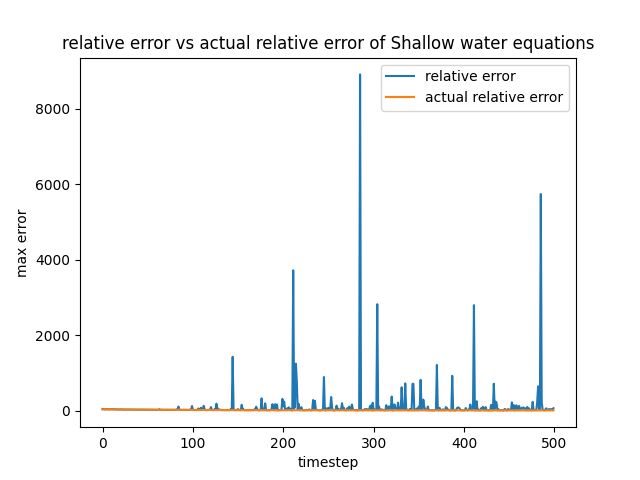 relative error vs actual relative error of Shallow water equations
relative error
actual relative error
8000
6000
4000
2000
0
max error
0
100
200
300
400
500
timestep